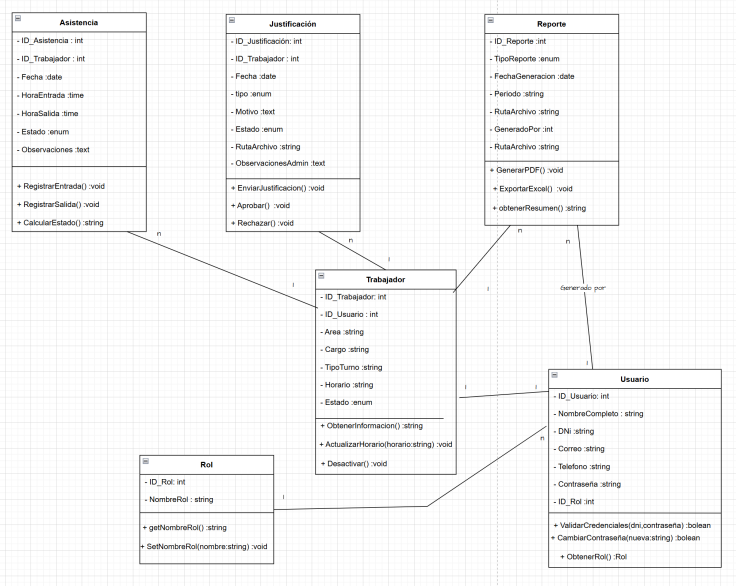 Asistencia
- ID_Asistencia : int
- ID_Trabajador : int
- Fecha :date
- HoraEntrada :time
- HoraSalida :time
- Estado :enum
- Observaciones :text
+ RegistrarEntrada() :void
+ RegistrarSalida() :void
+ CalcularEstado() :string
Justificación
- ID_Justificación: int
- ID_Trabajador : int
- Fecha :date
- tipo :enum
- Motivo :text
- Estado :enum
- RutaArchivo :string
- ObservacionesAdmin :text
+ EnviarJustificacion() :void
+ Aprobar() :void
+ Rechazar() :void
Reporte
- ID_Reporte :int
- TipoReporte :enum
- FechaGeneracion :date
- Periodo :string
- RutaArchivo :string
- GeneradoPor :int
- RutaArchivo :string
+ GenerarPDF() :void
+ ExportarExcel() :void
+ obtenerResumen() :string
n
n
n
n
I
I
I
Generado por
I
Trabajador
- ID_Trabajador: int
- ID_Usuario : int
- Area :string
- Cargo :string
- TipoTurno :string
- Horario :string
- Estado :enum
+ ObtenerInformacion() :string
+ ActualizarHorario(horario:string) :void
+ Desactivar() :void
I
I
Usuario
- ID_Usuario: int
- NombreCompleto : string
- DNi :string
- Correo :string
- Telefono :string
- Contraseña :string
- ID_Rol :int
+ ValidarCredenciales(dni,contraseña) :bolean
+ CambiarContraseña(nueva:string) :bolean
+ ObtenerRol() :Rol
n
I
Rol
- ID_Rol: int
- NombreRol : string
+ getNombreRol() :string
+ SetNombreRol(nombre:string) :void